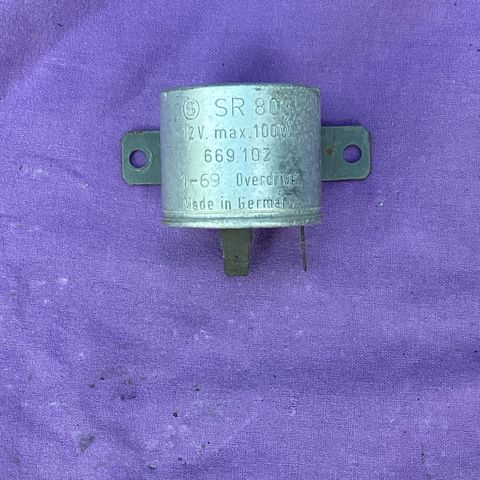 S SR 80
12V. max. 100W
669 102
1-69 Overdrive
Made in Germany